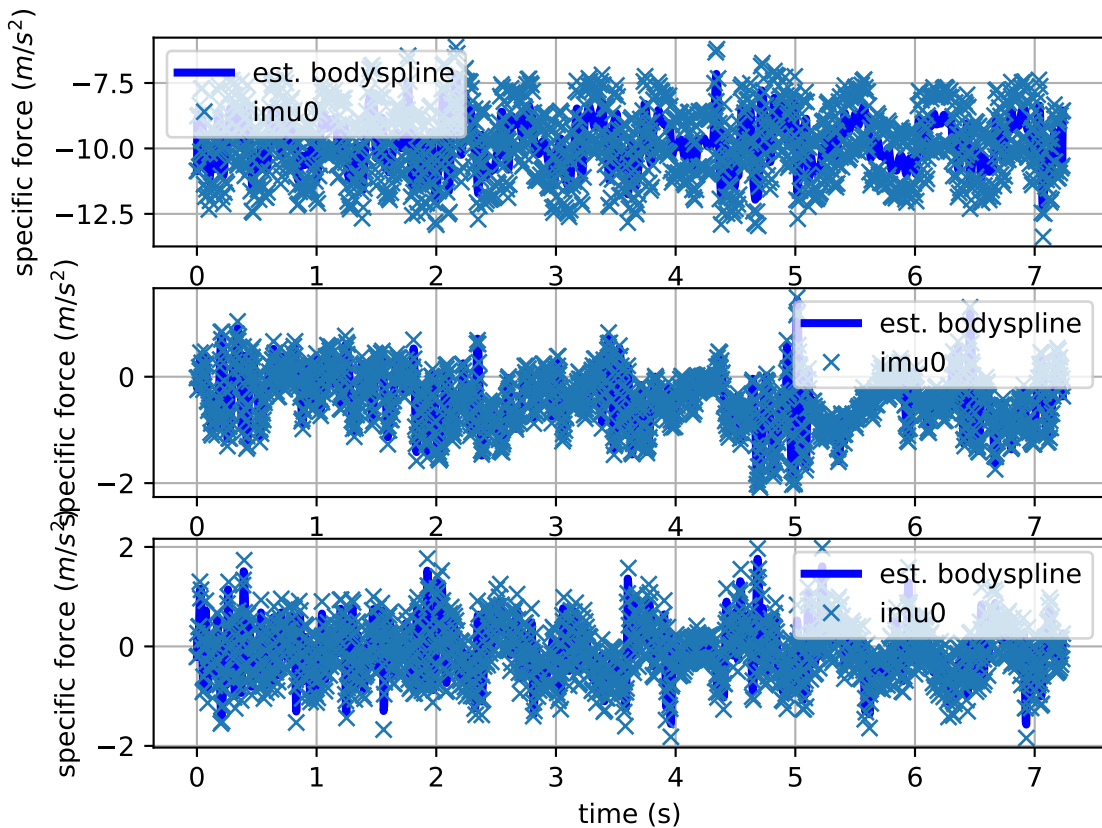 specific force (m/s²)
−7.5
−10.0
−12.5
est. bodyspline
imu0
0 1 2 3 4 5 6 7
specific force (m/s²)
0
−2
est. bodyspline
imu0
0 1 2 3 4 5 6 7
specific force (m/s²)
2
0
−2
est. bodyspline
imu0
0 1 2 3 4 5 6 7
time (s)